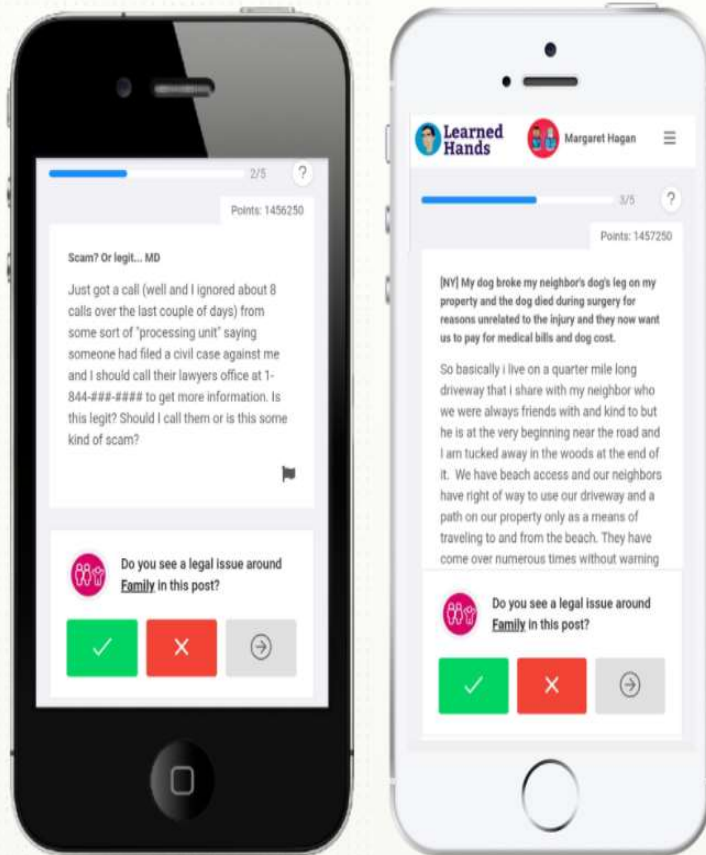 2/5
?
Points: 1456250
Scam? Or legit... MD
Just got a call (well and I ignored about 8
calls over the last couple of days) from
some sort of "processing unit" saying
someone had filed a civil case against me
and I should call their lawyers office at 1-
844-###-#### to get more information. Is
this legit? Should I call them or is this some
kind of scam?
Do you see a legal issue around
Family in this post?
Learned
Hands
Margaret Hagan
3/5
?
Points: 1457250
[NY] My dog broke my neighbor's dog's leg on my
property and the dog died during surgery for
reasons unrelated to the injury and they now want
us to pay for medical bills and dog cost.
So basically i live on a quarter mile long
driveway that i share with my neighbor who
we were always friends with and kind to but
he is at the very beginning near the road and
I am tucked away in the woods at the end of
it. We have beach access and our neighbors
have right of way to use our driveway and a
path on our property only as a means of
traveling to and from the beach. They have
come over numerous times without warning
Do you see a legal issue around
Family in this post?